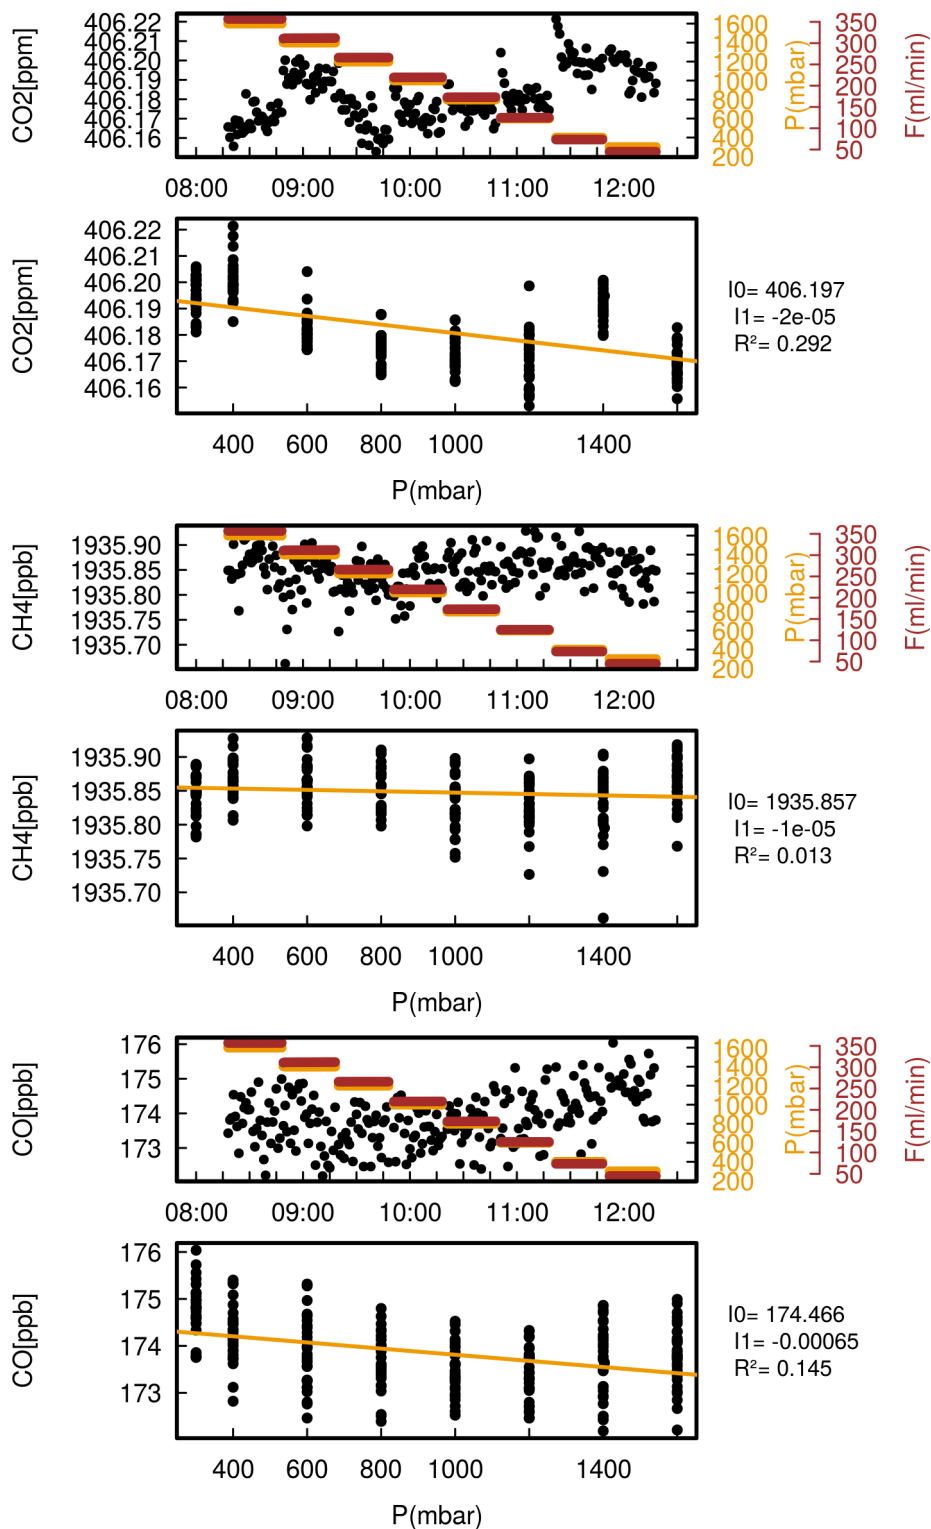 CO2[ppm]
406.22
406.21
406.20
406.19
406.18
406.17
406.16
1600
1400
1200
1000
800
600
400
200
P(mbar)
350
300
250
200
150
100
50
F(ml/min)
08:00 09:00 10:00 11:00 12:00
CO2[ppm]
406.22
406.21
406.20
406.19
406.18
406.17
406.16
I0= 406.197
I1= -2e-05
R²= 0.292
400 600 800 1000 1400
P(mbar)
CH4[ppb]
1935.90
1935.85
1935.80
1935.75
1935.70
1600
1400
1200
1000
800
600
400
200
P(mbar)
350
300
250
200
150
100
50
F(ml/min)
08:00 09:00 10:00 11:00 12:00
CH4[ppb]
1935.90
1935.85
1935.80
1935.75
1935.70
I0= 1935.857
I1= -1e-05
R²= 0.013
400 600 800 1000 1400
P(mbar)
CO[ppb]
176
175
174
173
1600
1400
1200
1000
800
600
400
200
P(mbar)
350
300
250
200
150
100
50
F(ml/min)
08:00 09:00 10:00 11:00 12:00
CO[ppb]
176
175
174
173
I0= 174.466
I1= -0.00065
R²= 0.145
400 600 800 1000 1400
P(mbar)